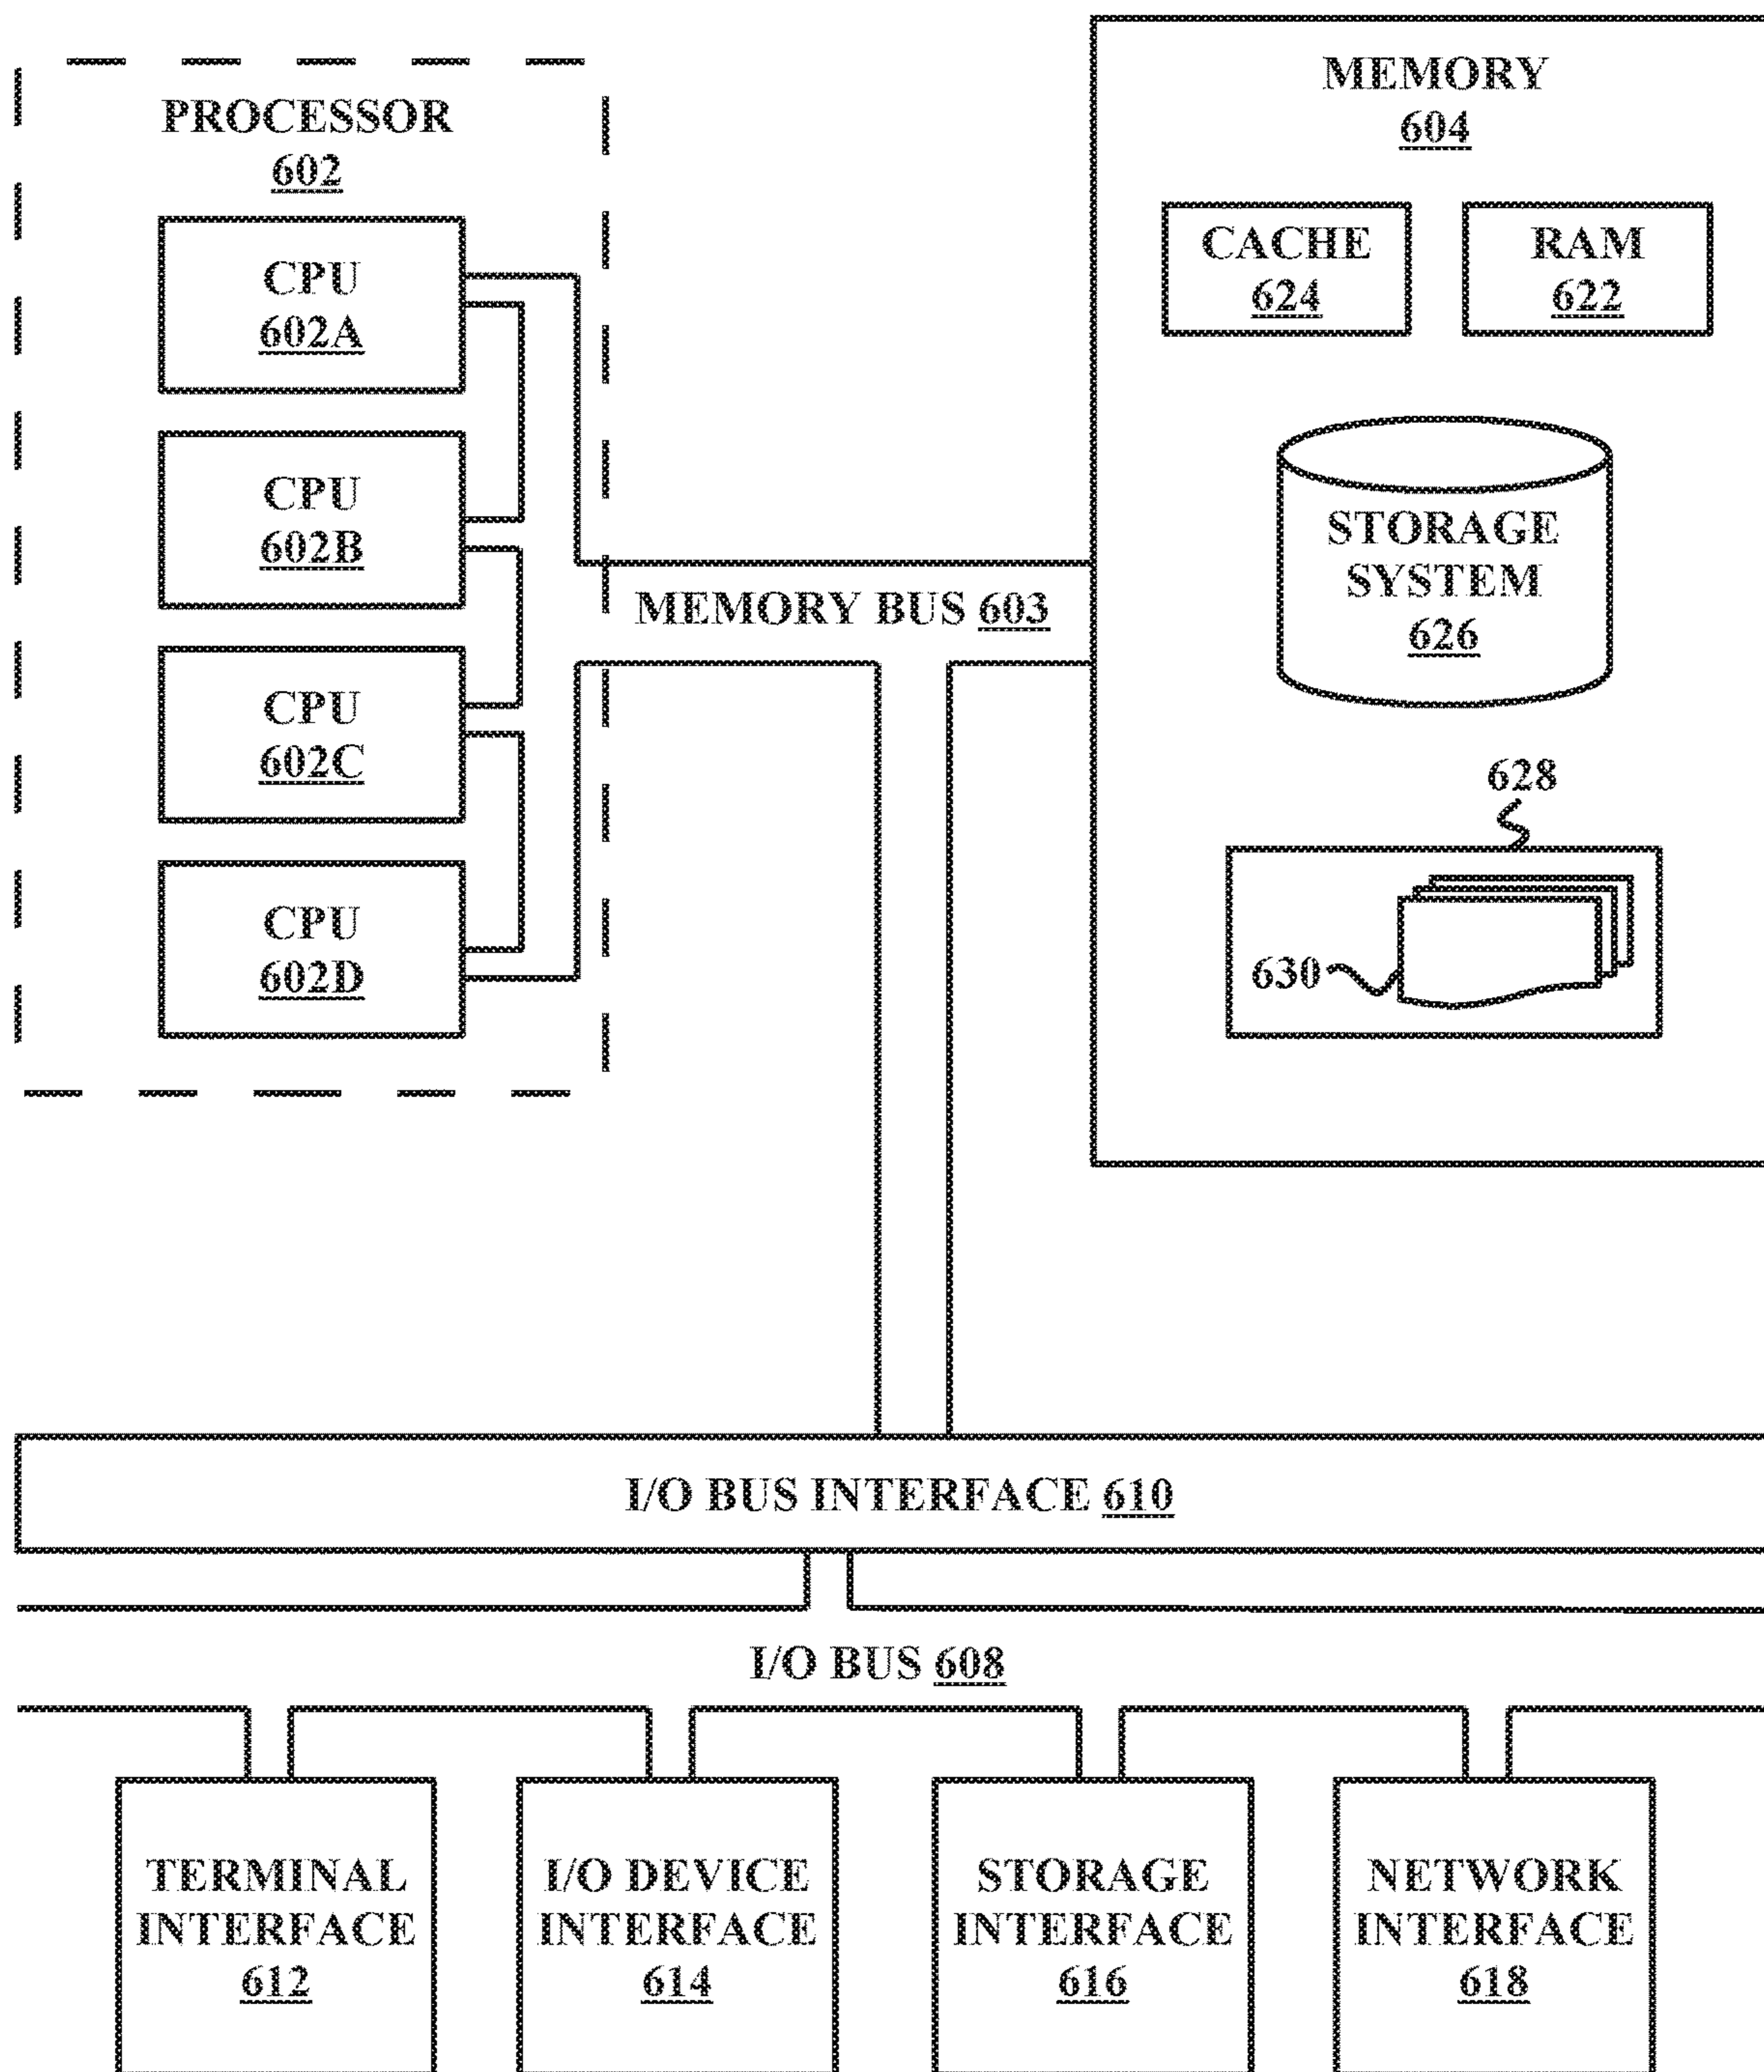 PROCESSOR
602
CPU
602A
CPU
602B
CPU
602C
CPU
602D
MEMORY BUS 603
MEMORY
604
CACHE
624
RAM
622
STORAGE
SYSTEM
626
628
630
I/O BUS INTERFACE 610
I/O BUS 608
TERMINAL
INTERFACE
612
I/O DEVICE
INTERFACE
614
STORAGE
INTERFACE
616
NETWORK
INTERFACE
618